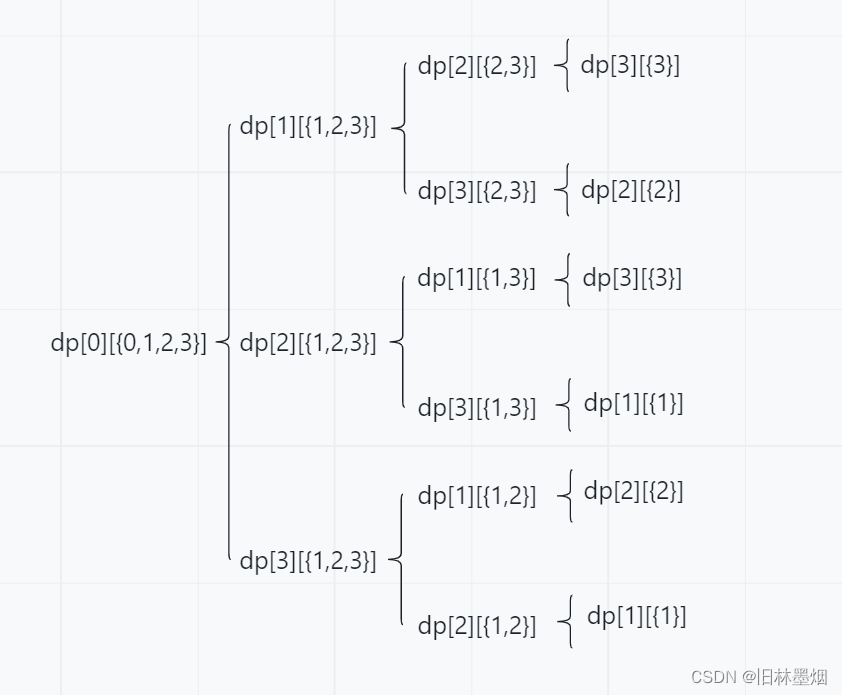 dp[0][{0,1,2,3}]
dp[1][{1,2,3}]
dp[2][{2,3}]
dp[3][{3}]
dp[3][{2,3}]
dp[2][{2}]
dp[2][{1,2,3}]
dp[1][{1,3}]
dp[3][{3}]
dp[3][{1,3}]
dp[1][{1}]
dp[3][{1,2,3}]
dp[1][{1,2}]
dp[2][{2}]
dp[2][{1,2}]
dp[1][{1}]
CSDN @旧林墨烟